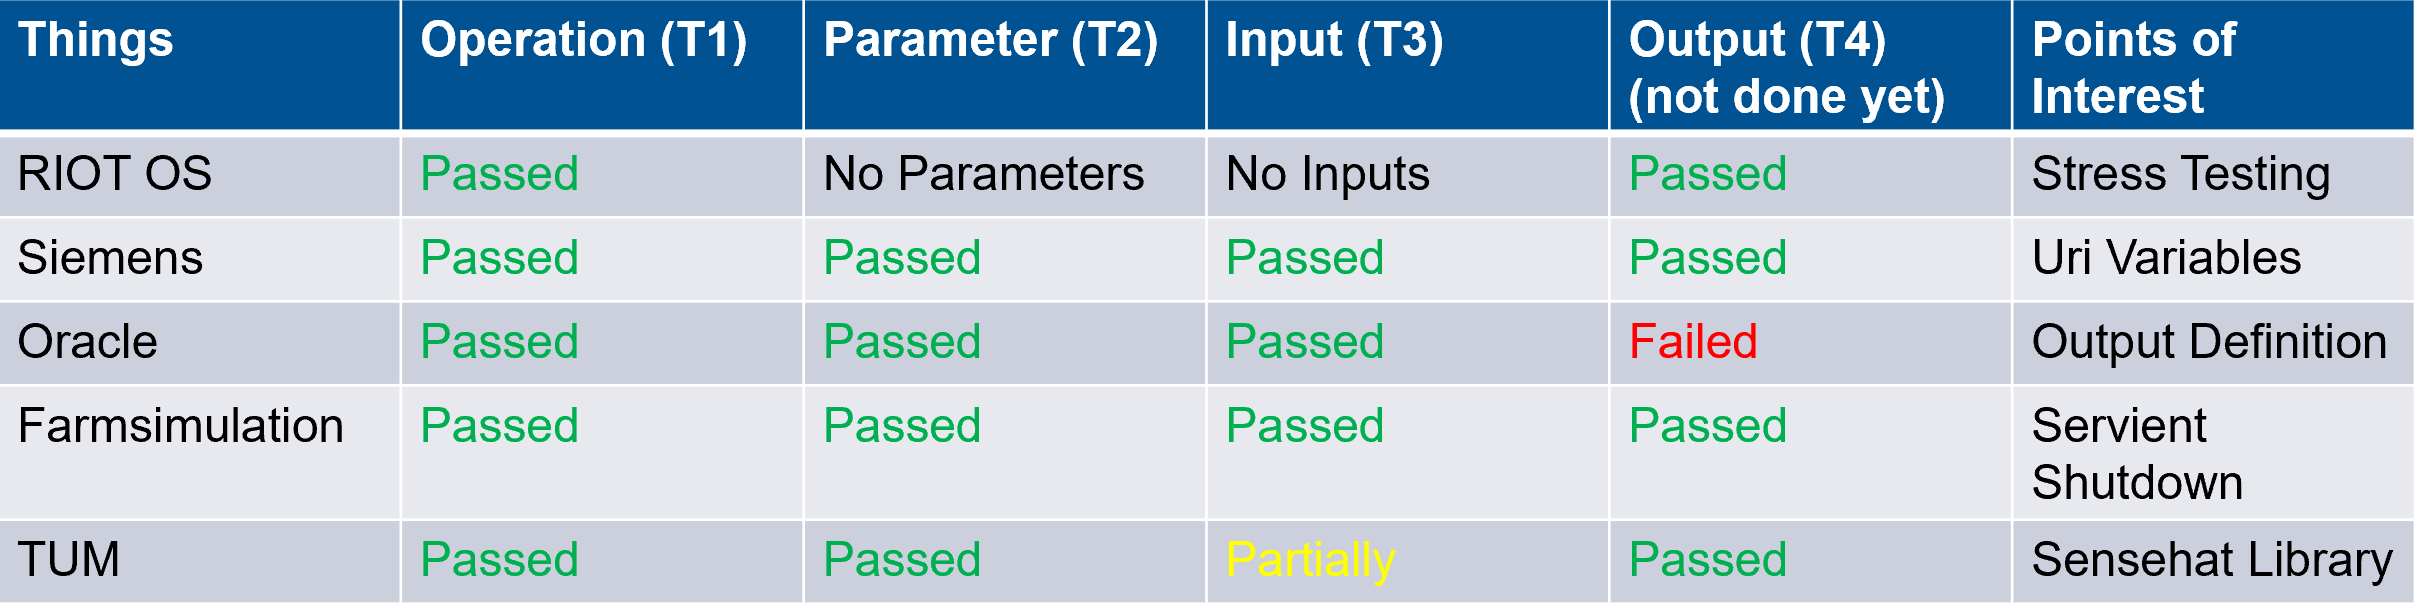 Things Operation (T1) Parameter (T2) Input (T3) Output (T4) Points of
(not done yet) Interest
RIOT OS Passed No Parameters No Inputs Passed Stress Testing
Siemens Passed Passed Passed Passed Uri Variables
Oracle Passed Passed Passed Failed Output Definition
Farmsimulation Passed Passed Passed Passed Servient
Shutdown
TUM Passed Passed Partially Passed Sensehat Library